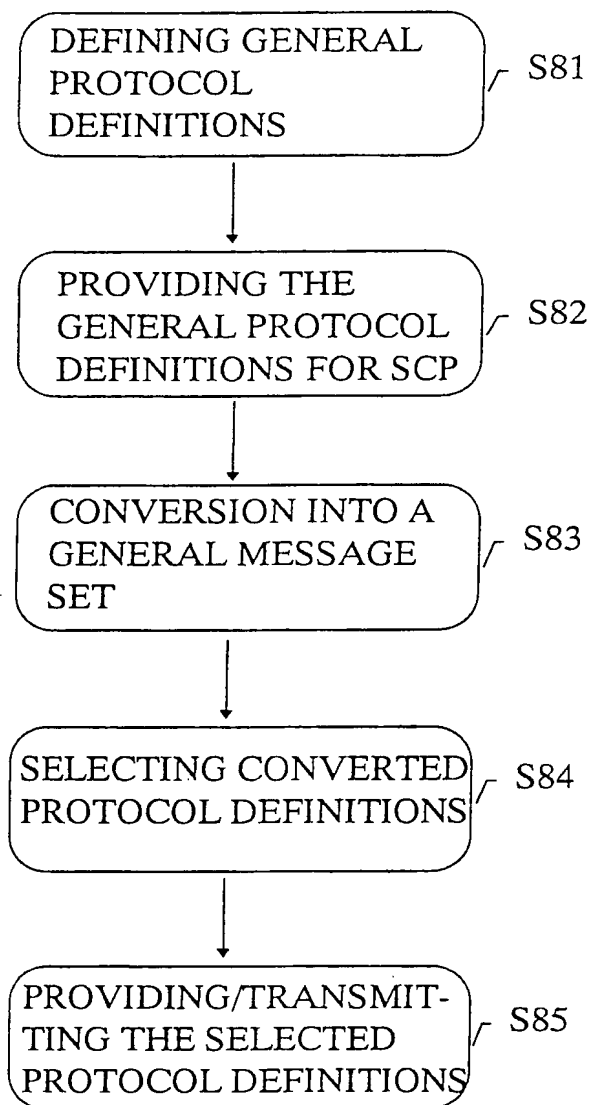 DEFINING GENERAL
PROTOCOL
DEFINITIONS
S81
PROVIDING THE
GENERAL PROTOCOL
DEFINITIONS FOR SCP
S82
CONVERSION INTO A
GENERAL MESSAGE
SET
S83
SELECTING CONVERTED
PROTOCOL DEFINITIONS
S84
PROVIDING/TRANSMIT-
TING THE SELECTED
PROTOCOL DEFINITIONS
S85